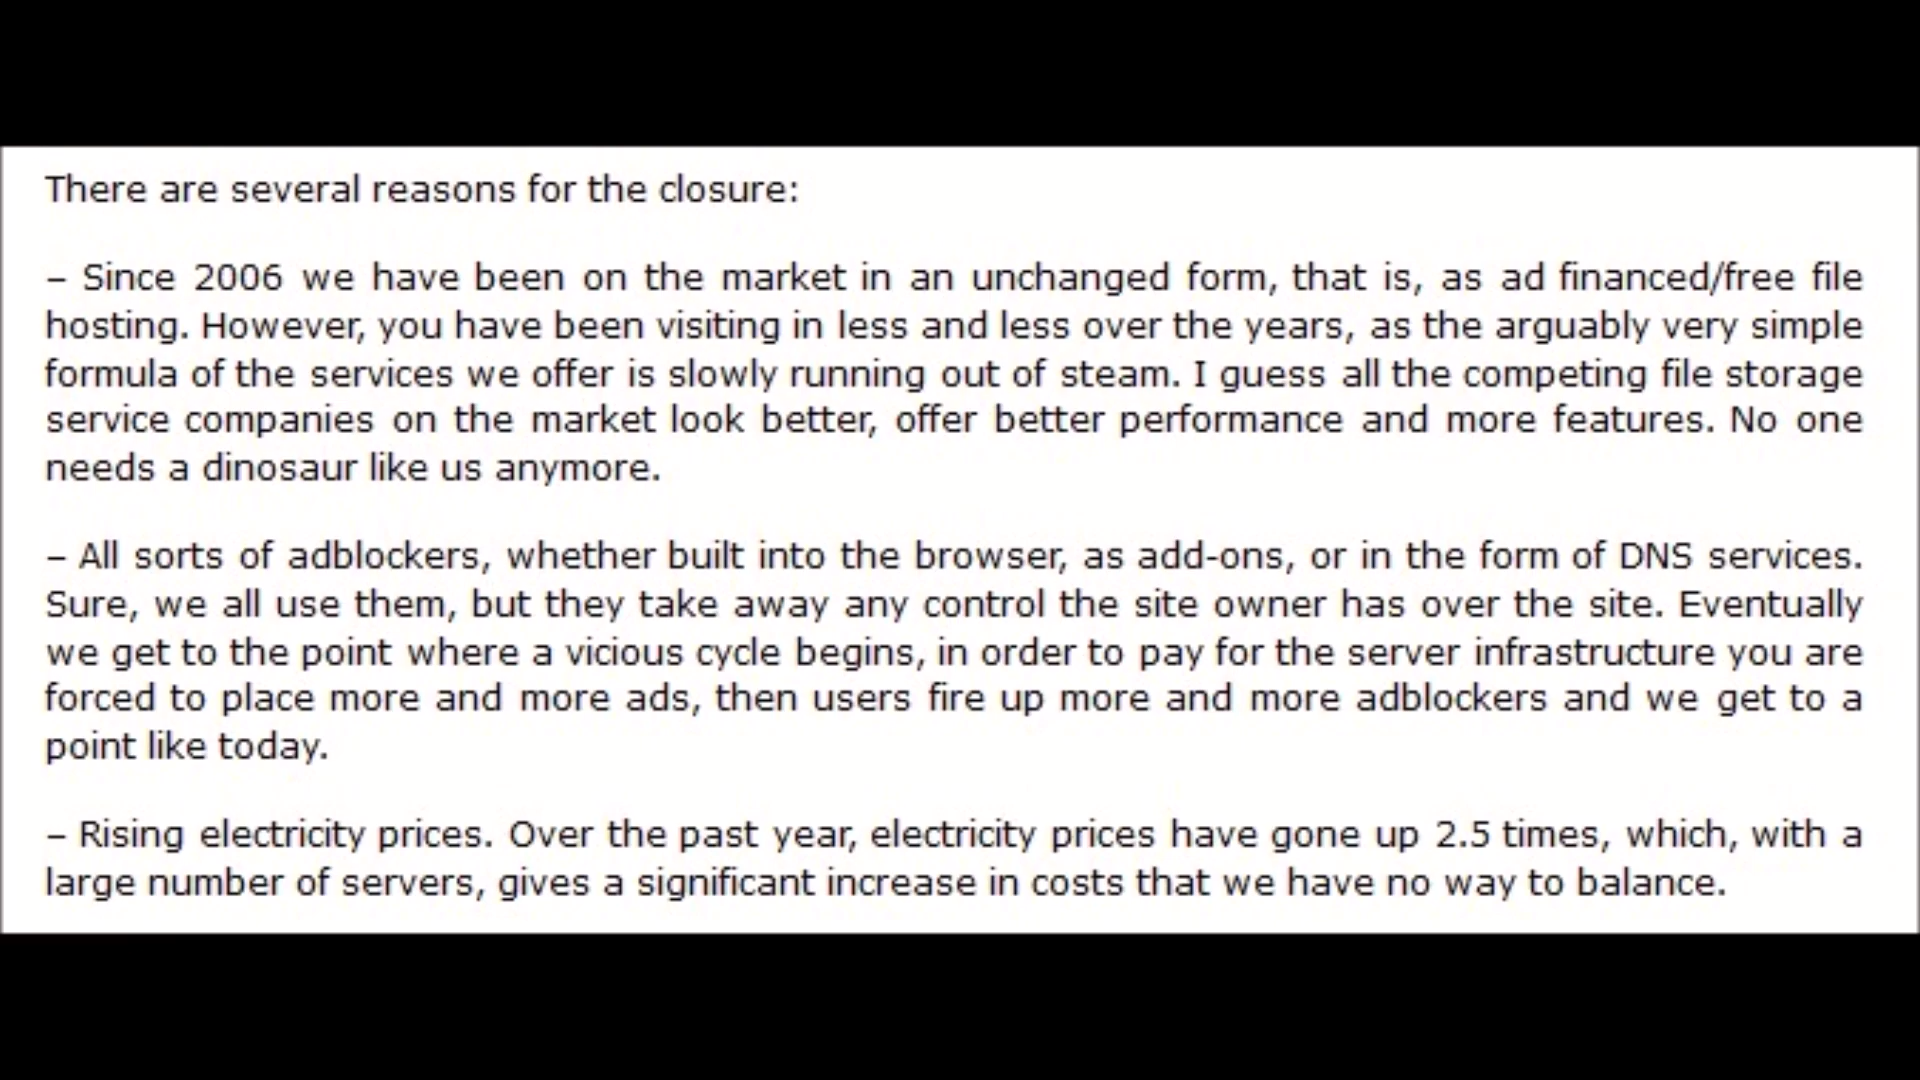 There are several reasons for the closure:
– Since 2006 we have been on the market in an unchanged form, that is, as ad financed/free file
hosting. However, you have been visiting in less and less over the years, as the arguably very simple
formula of the services we offer is slowly running out of steam. I guess all the competing file storage
service companies on the market look better, offer better performance and more features. No one
needs a dinosaur like us anymore.
– All sorts of adblockers, whether built into the browser, as add-ons, or in the form of DNS services.
Sure, we all use them, but they take away any control the site owner has over the site. Eventually
we get to the point where a vicious cycle begins, in order to pay for the server infrastructure you are
forced to place more and more ads, then users fire up more and more adblockers and we get to a
point like today.
– Rising electricity prices. Over the past year, electricity prices have gone up 2.5 times, which, with a
large number of servers, gives a significant increase in costs that we have no way to balance.